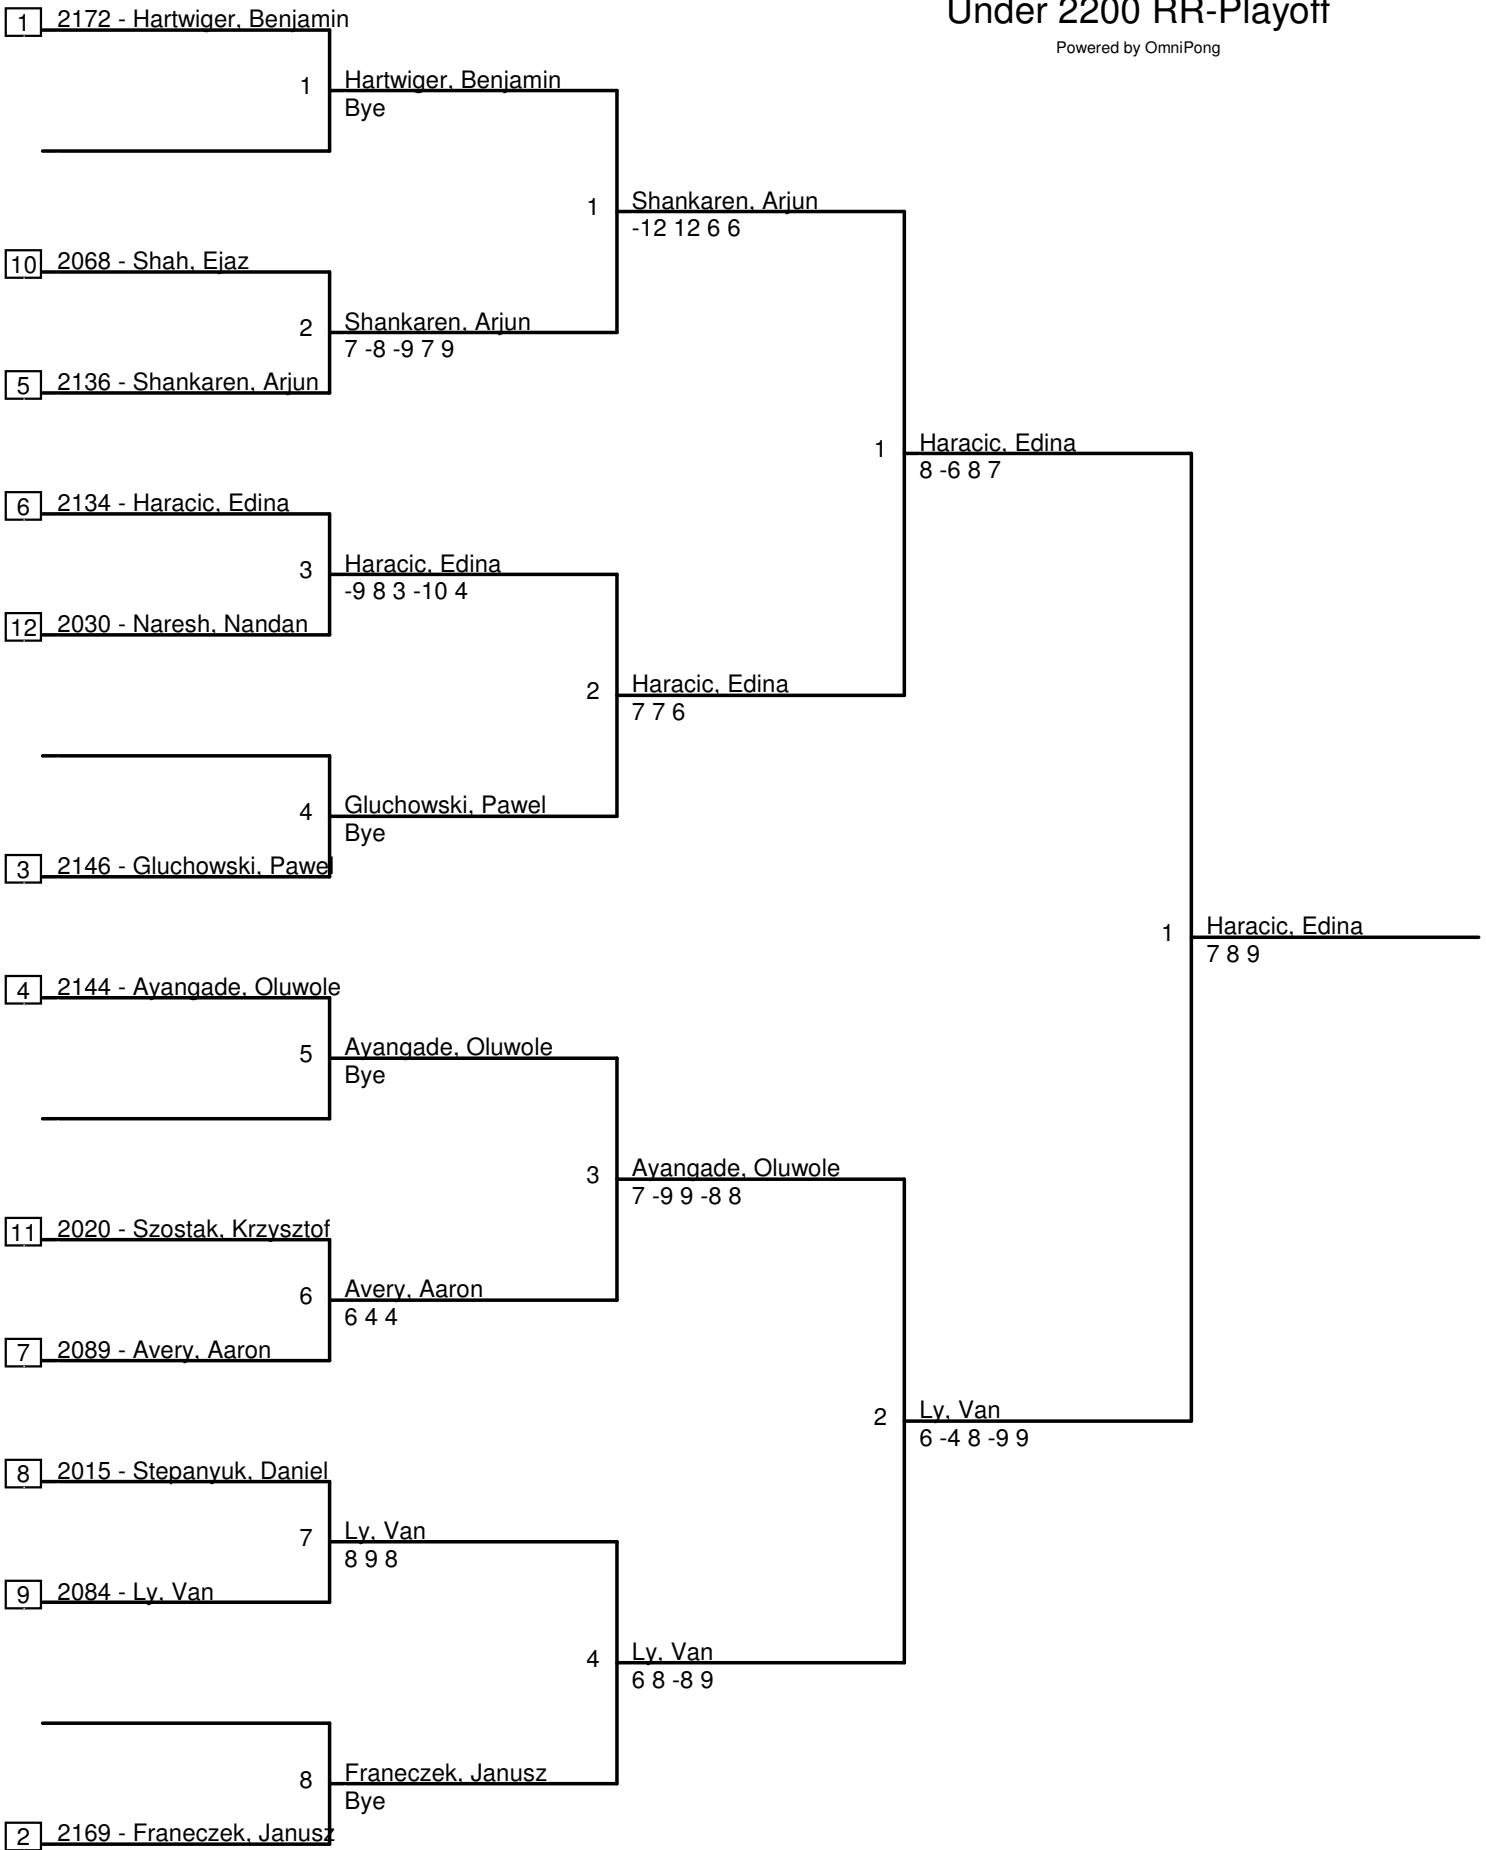 Under 2200 RR-Playoff
Powered by OmniPong
1 2172 - Hartwiger, Benjamin
1 Hartwiger, Benjamin
Bye
1 Shankaren, Arjun
-12 12 6 6
10 2068 - Shah, Ejaz
2 Shankaren, Arjun
7 -8 -9 7 9
5 2136 - Shankaren, Arjun
1 Haracic, Edina
8 -6 8 7
6 2134 - Haracic, Edina
3 Haracic, Edina
-9 8 3 -10 4
12 2030 - Naresh, Nandan
2 Haracic, Edina
7 7 6
4 Gluchowski, Pawel
Bye
3 2146 - Gluchowski, Pawel
1 Haracic, Edina
7 8 9
4 2144 - Ayangade, Oluwole
5 Ayangade, Oluwole
Bye
3 Ayangade, Oluwole
7 -9 9 -8 8
11 2020 - Szostak, Krzysztof
6 Avery, Aaron
6 4 4
7 2089 - Avery, Aaron
2 Ly, Van
6 -4 8 -9 9
8 2015 - Stepanyuk, Daniel
7 Ly, Van
8 9 8
9 2084 - Ly, Van
4 Ly, Van
6 8 -8 9
8 Franeczek, Janusz
Bye
2 2169 - Franeczek, Janusz